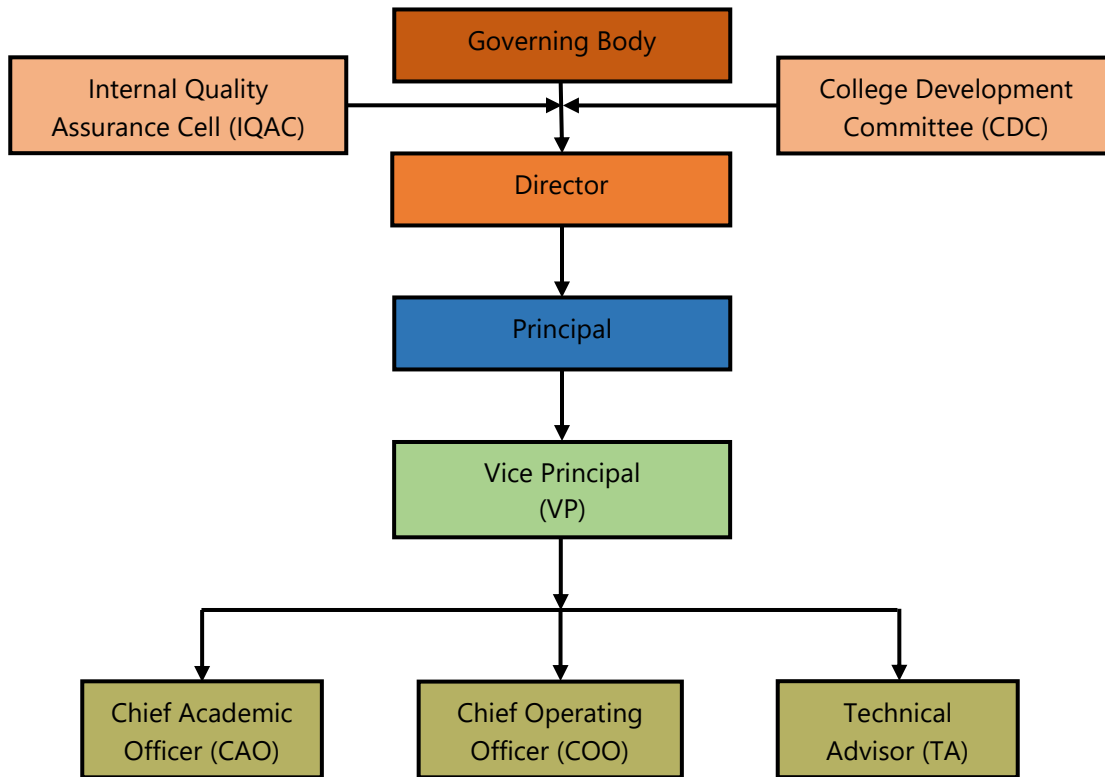 Governing Body
Internal Quality
Assurance Cell (IQAC)
College Development
Committee (CDC)
Director
Principal
Vice Principal
(VP)
Chief Academic
Officer (CAO)
Chief Operating
Officer (COO)
Technical
Advisor (TA)